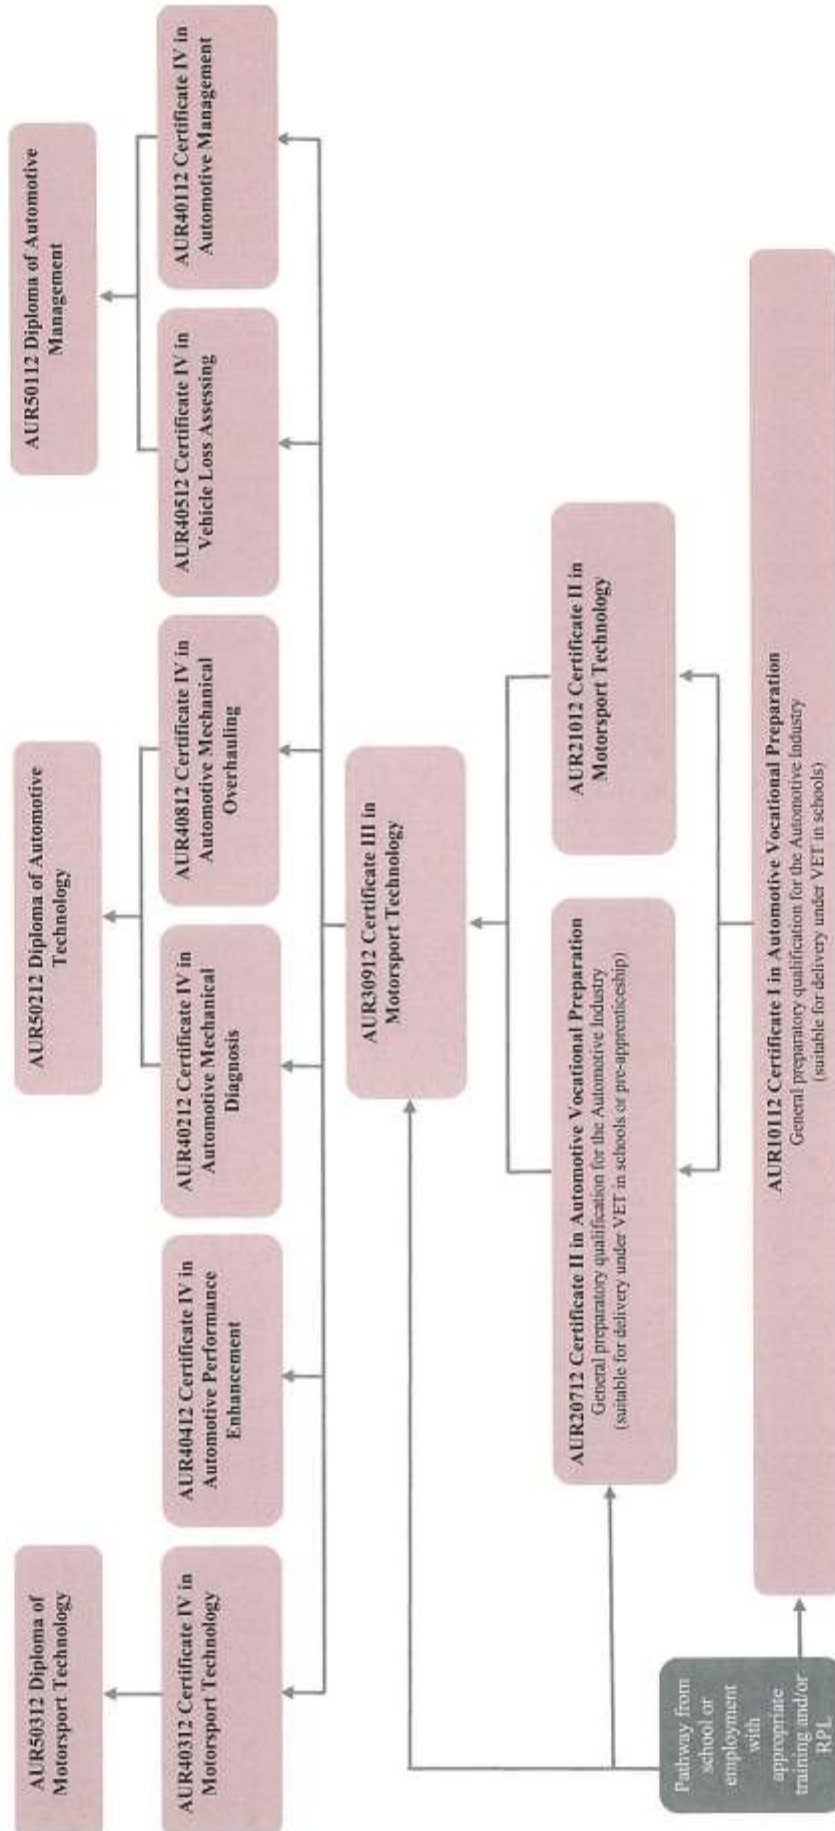 AUR50312 Diploma of
Motorsport Technology
AUR50212 Diploma of Automotive
Technology
AUR50112 Diploma of Automotive
Management
AUR40312 Certificate IV in
Motorsport Technology
AUR40412 Certificate IV in
Automotive Performance
Enhancement
AUR40212 Certificate IV in
Automotive Mechanical
Diagnosis
AUR40812 Certificate IV in
Automotive Mechanical
Overhauling
AUR40512 Certificate IV in
Vehicle Loss Assessing
AUR40112 Certificate IV in
Automotive Management
AUR30912 Certificate III in
Motorsport Technology
AUR20712 Certificate II in Automotive Vocational Preparation
General preparatory qualification for the Automotive Industry
(suitable for delivery under VET in schools or pre-apprenticeship)
AUR21012 Certificate II in
Motorsport Technology
Pathway from
school or
employment
with
appropriate
training and/or
RPL
AUR10112 Certificate I in Automotive Vocational Preparation
General preparatory qualification for the Automotive Industry
(suitable for delivery under VET in schools)